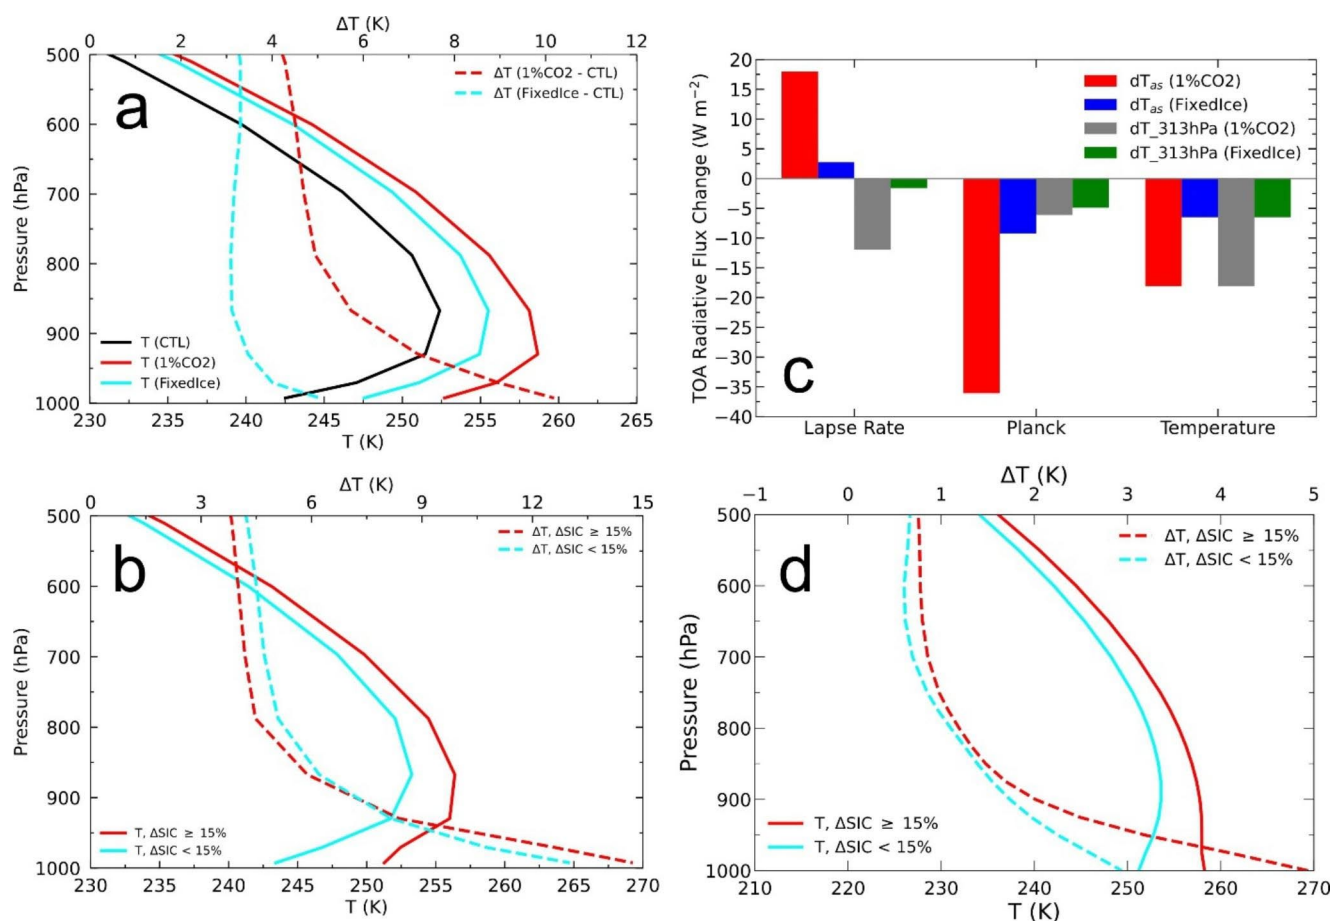 ΔT (K)
0 2 4 6 8 10 12
500
600
700
800
900
1000
Pressure (hPa)
a
ΔT (1%CO2 - CTL)
ΔT (FixedIce - CTL)
T (CTL)
T (1%CO2)
T (FixedIce)
230 235 240 245 250 255 260 265
T (K)
TOA Radiative Flux Change (W m⁻²)
20
15
10
5
0
−5
−10
−15
−20
−25
−30
−35
−40
dTas (1%CO2)
dTas (FixedIce)
dT_313hPa (1%CO2)
dT_313hPa (FixedIce)
c
Lapse Rate Planck Temperature
ΔT (K)
0 3 6 9 12 15
500
600
700
800
900
1000
Pressure (hPa)
b
ΔT, ΔSIC ≥ 15%
ΔT, ΔSIC < 15%
T, ΔSIC ≥ 15%
T, ΔSIC < 15%
230 235 240 245 250 255 260 265 270
T (K)
ΔT (K)
−1 0 1 2 3 4 5
500
600
700
800
900
1000
Pressure (hPa)
d
ΔT, ΔSIC ≥ 15%
ΔT, ΔSIC < 15%
T, ΔSIC ≥ 15%
T, ΔSIC < 15%
210 220 230 240 250 260 270
T (K)